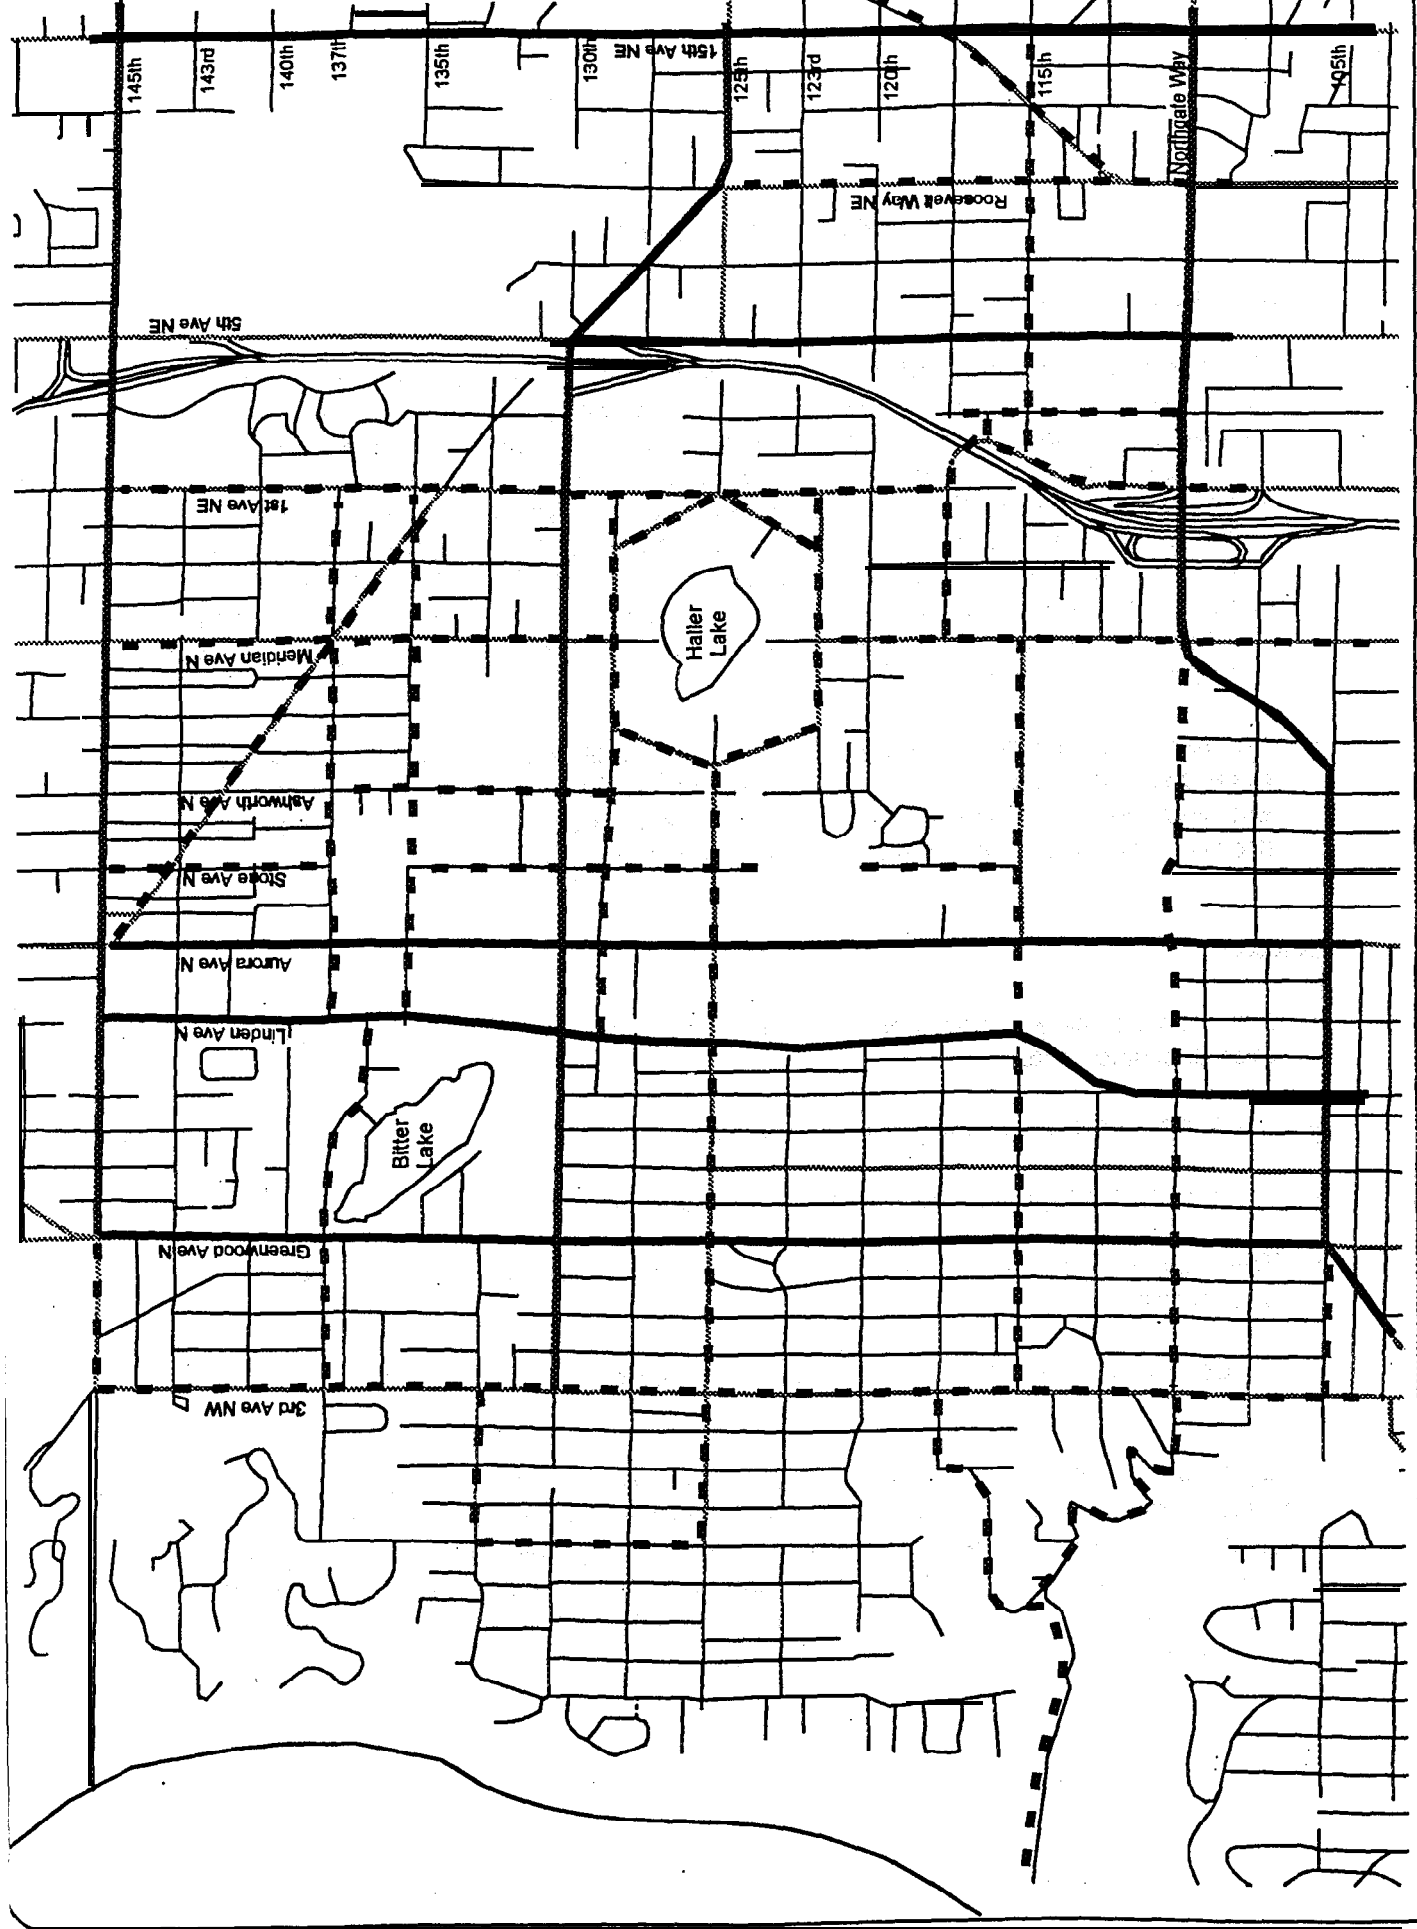 15th Ave NE
145th
143rd
140th
137th
135th
130th
125th
123rd
120th
115th
Northgate Way
105th
Roosevelt Way NE
5th Ave NE
1st Ave NE
Haller
Lake
Meridian Ave N
Ashworth Ave N
Stone Ave N
Aurora Ave N
Linden Ave N
Bitter
Lake
Greenwood Ave N
3rd Ave NW